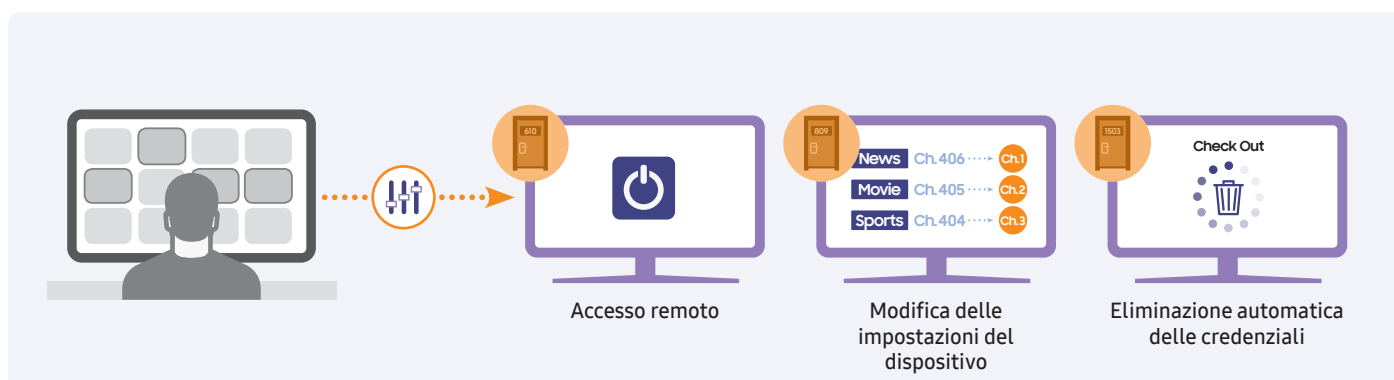 610
Accesso remoto
809
News Ch.406 Ch.1
Movie Ch.405 Ch.2
Sports Ch.404 Ch.3
Modifica delle
impostazioni del
dispositivo
1503
Check Out
Eliminazione automatica
delle credenziali